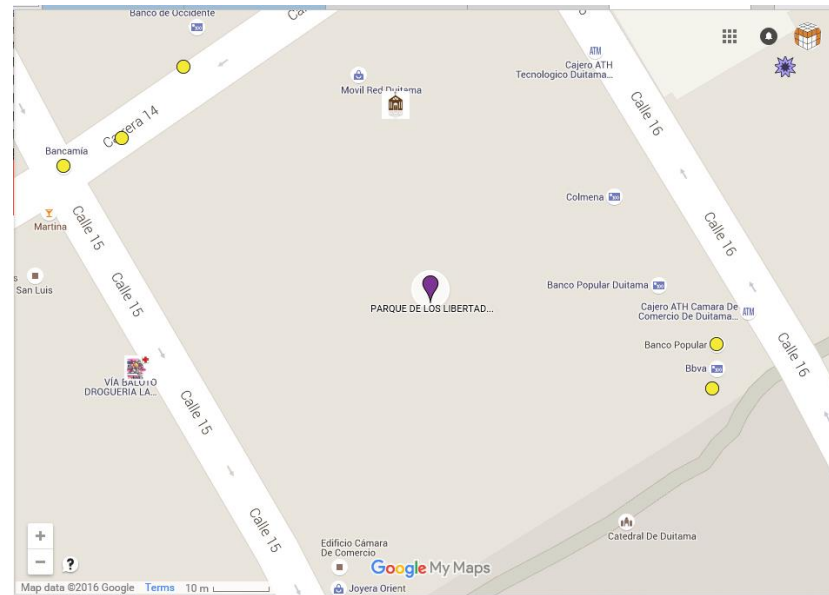 Banco de Occidente
Carrera 14
Movil Red Duitama
ATM
Cajero ATH
Tecnologico Duitama...
Calle 16
Bancamía
Martina
Calle 15
Colmena
Calle 16
San Luis
Calle 15
PARQUE DE LOS LIBERTAD...
Banco Popular Duitama
Cajero ATH Camara De
Comercio De Duitama...
ATM
Banco Popular
Calle 16
Bbva
VÍA BALOTO
DROGUERIA LA...
Calle 15
Calle 15
Catedral De Duitama
Edificio Cámara
De Comercio
Google My Maps
Joyera Orient
+
−
?
Map data ©2016 Google Terms 10 m